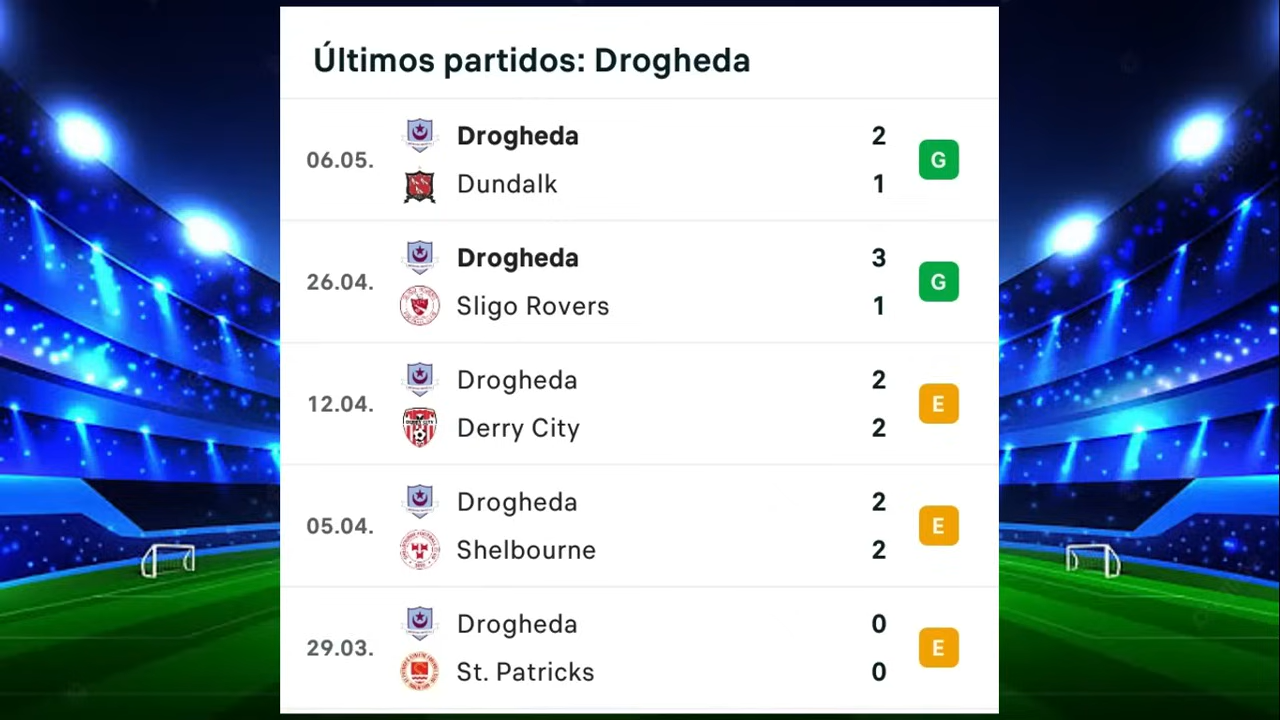 Últimos partidos: Drogheda
06.05.
Drogheda 2
Dundalk 1
G
26.04.
Drogheda 3
Sligo Rovers 1
G
12.04.
Drogheda 2
Derry City 2
E
05.04.
Drogheda 2
Shelbourne 2
E
29.03.
Drogheda 0
St. Patricks 0
E